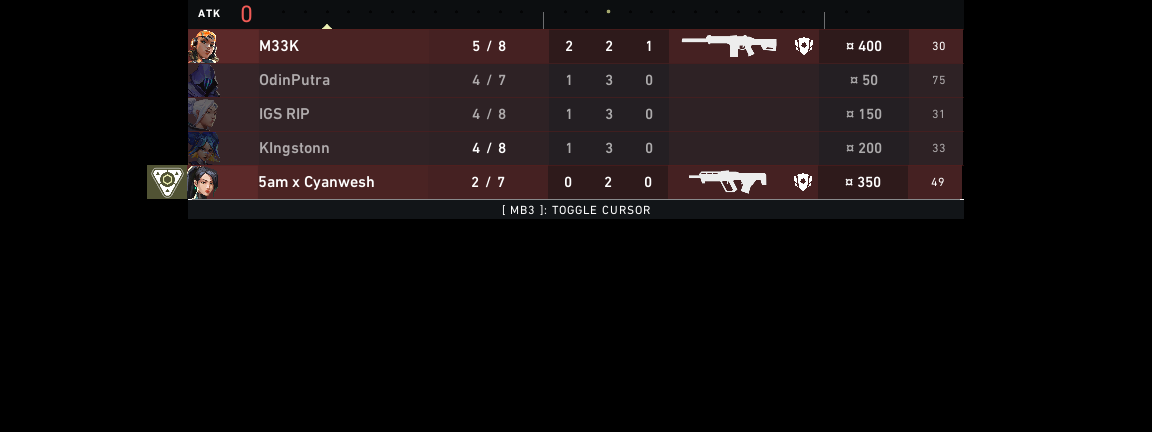 ATK 0
M33K 5 / 8 2 2 1 ¤ 400 30
OdinPutra 4 / 7 1 3 0 ¤ 50 75
IGS RIP 4 / 8 1 3 0 ¤ 150 31
KIngstonn 4 / 8 1 3 0 ¤ 200 33
5am x Cyanwesh 2 / 7 0 2 0 ¤ 350 49
[ MB3 ]: TOGGLE CURSOR